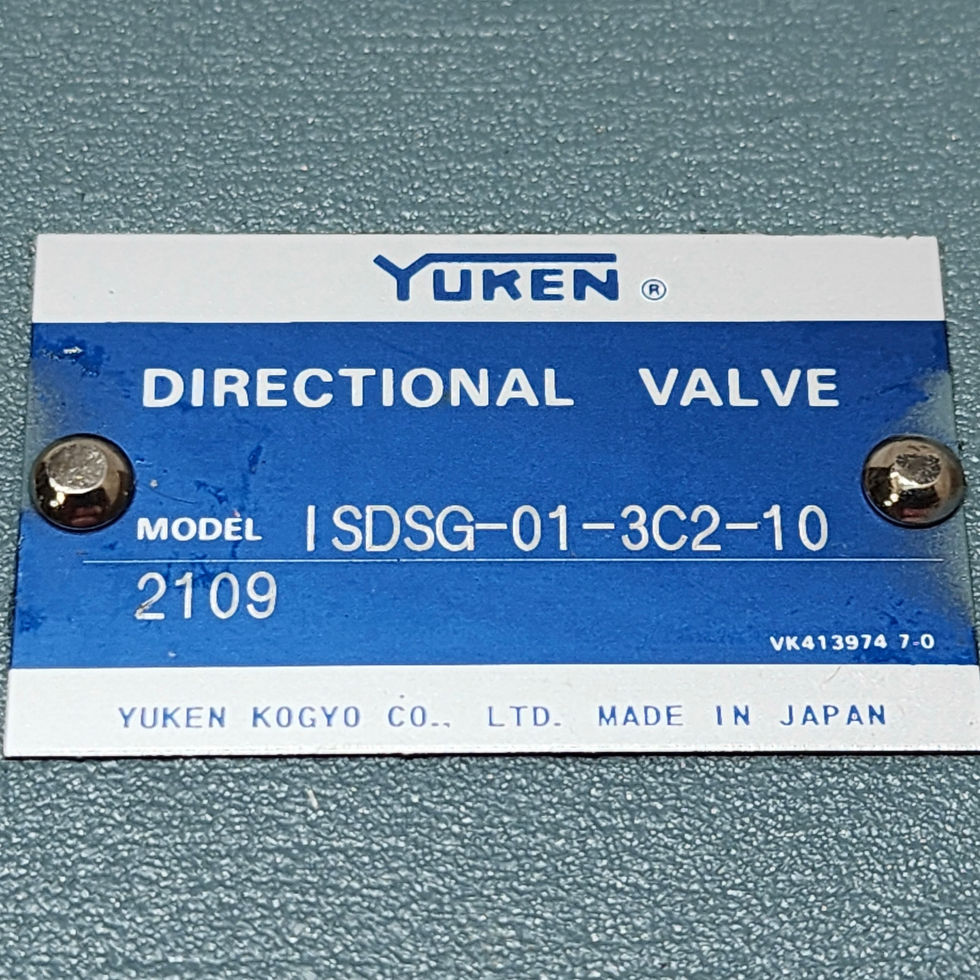 YUKEN ®
DIRECTIONAL VALVE
MODEL ISDSG-01-3C2-10
2109
VK413974 7-0
YUKEN KOGYO CO., LTD. MADE IN JAPAN